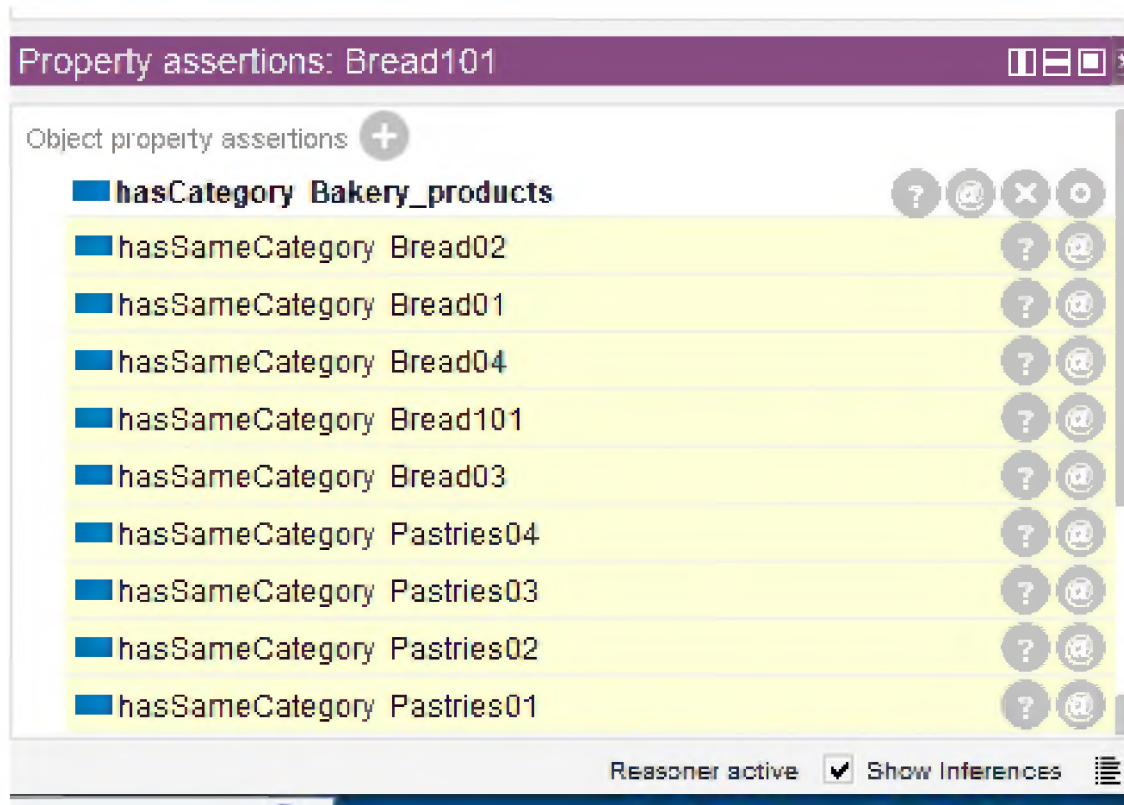 Property assertions: Bread101
Object property assertions
hasCategory Bakery_products
hasSameCategory Bread02
hasSameCategory Bread01
hasSameCategory Bread04
hasSameCategory Bread101
hasSameCategory Bread03
hasSameCategory Pastries04
hasSameCategory Pastries03
hasSameCategory Pastries02
hasSameCategory Pastries01
Reasoner active Show Inferences